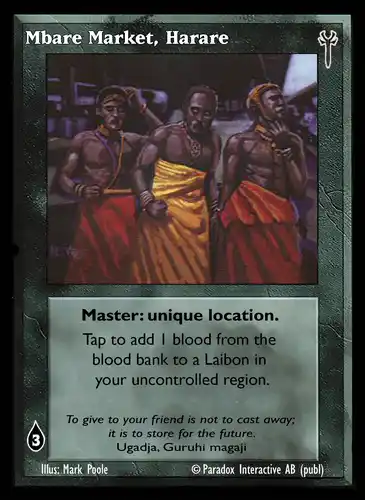 Mbare Market, Harare
Master: unique location.
Tap to add 1 blood from the
blood bank to a Laibon in
your uncontrolled region.
To give to your friend is not to cast away;
it is to store for the future.
Ugadja, Guruhi magaji
3
Illus: Mark Poole © Paradox Interactive AB (publ)